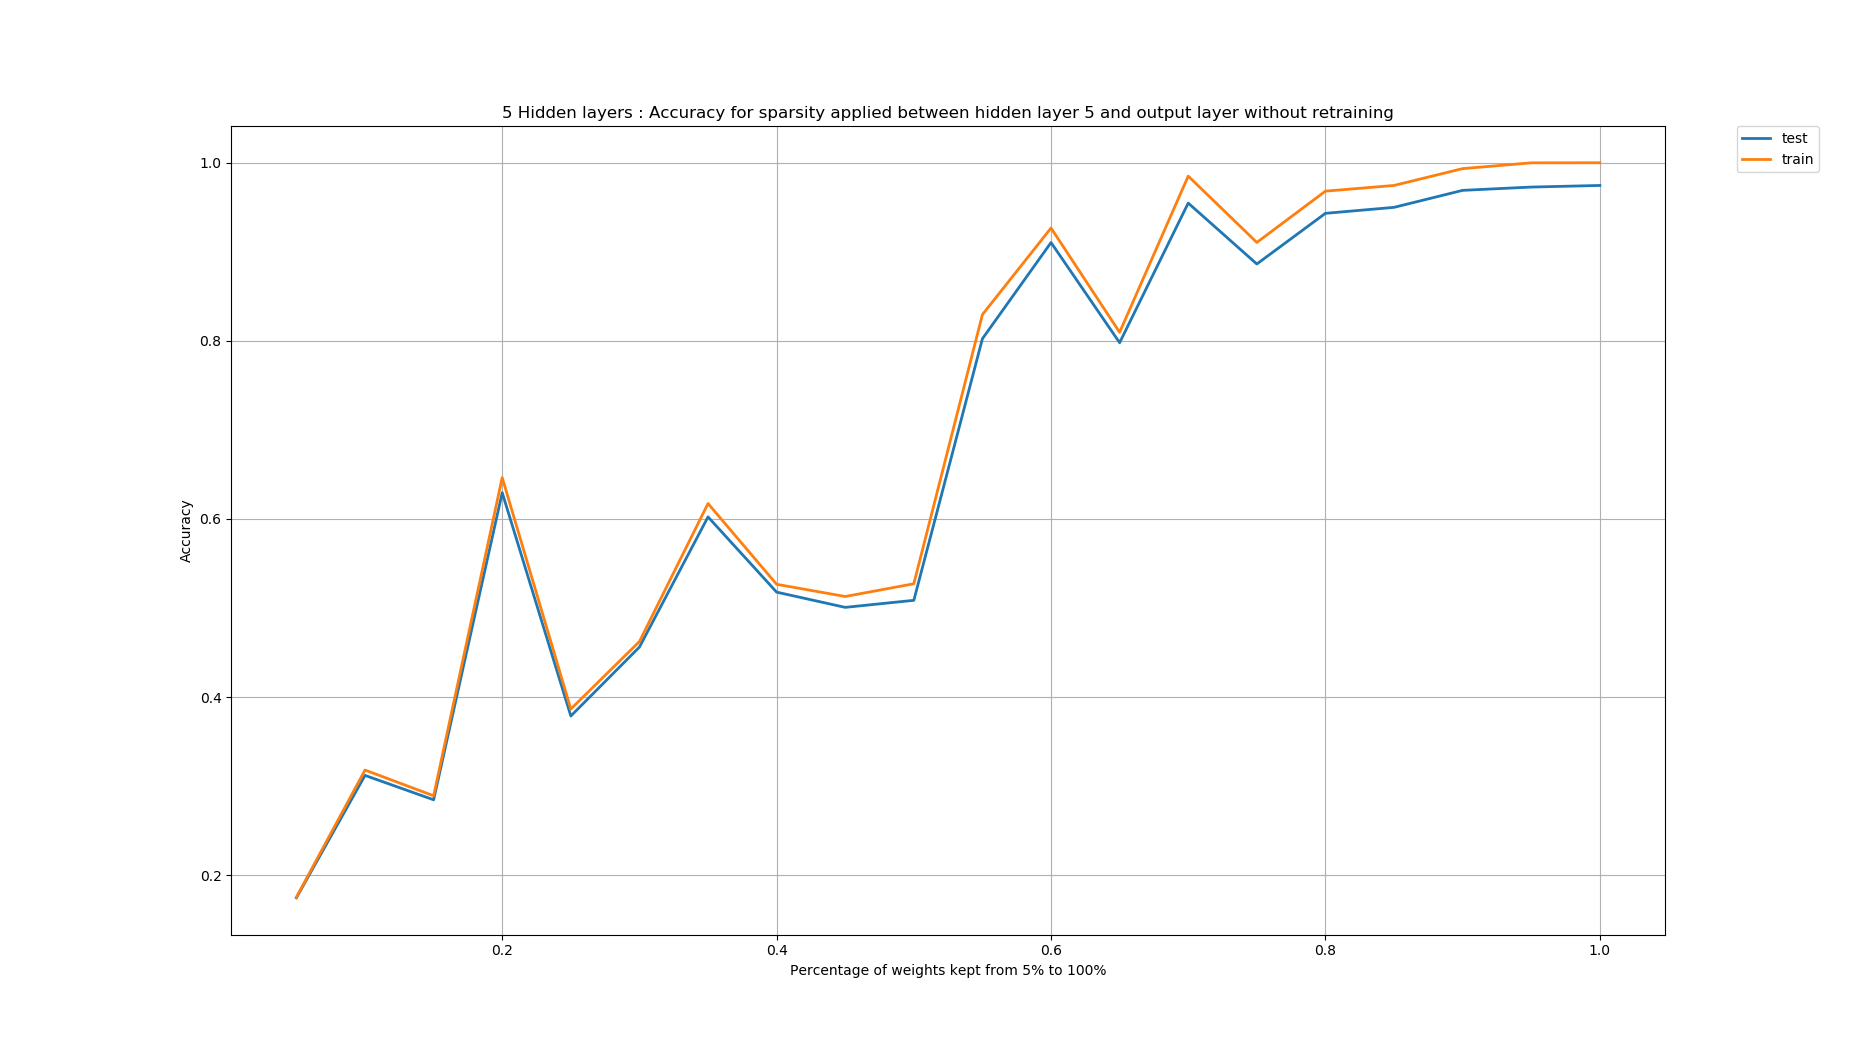 5 Hidden layers : Accuracy for sparsity applied between hidden layer 5 and output layer without retraining
test
train
1.0
0.8
0.6
0.4
0.2
Accuracy
0.2 0.4 0.6 0.8 1.0
Percentage of weights kept from 5% to 100%